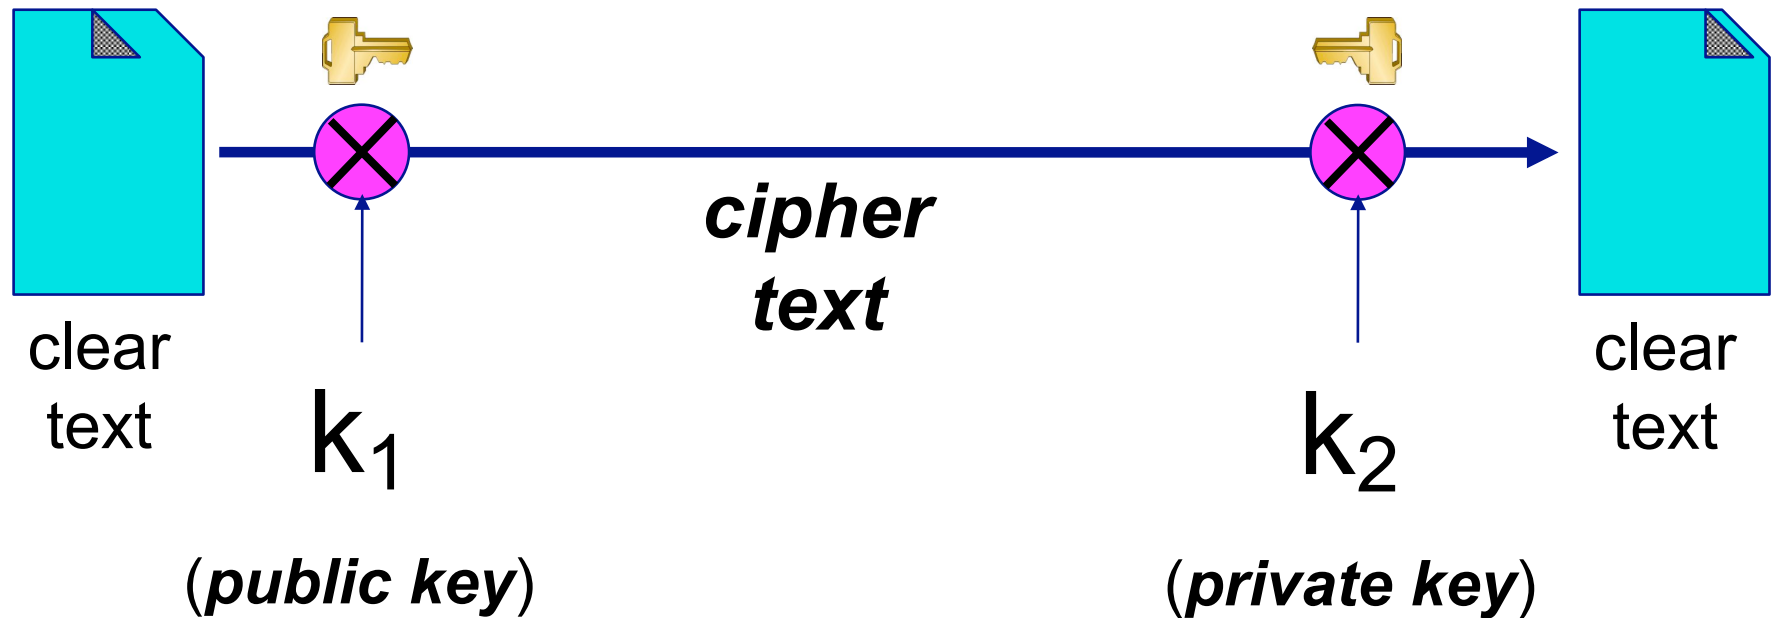 cipher
text
clear
text
k₁
(public key)
clear
text
k₂
(private key)